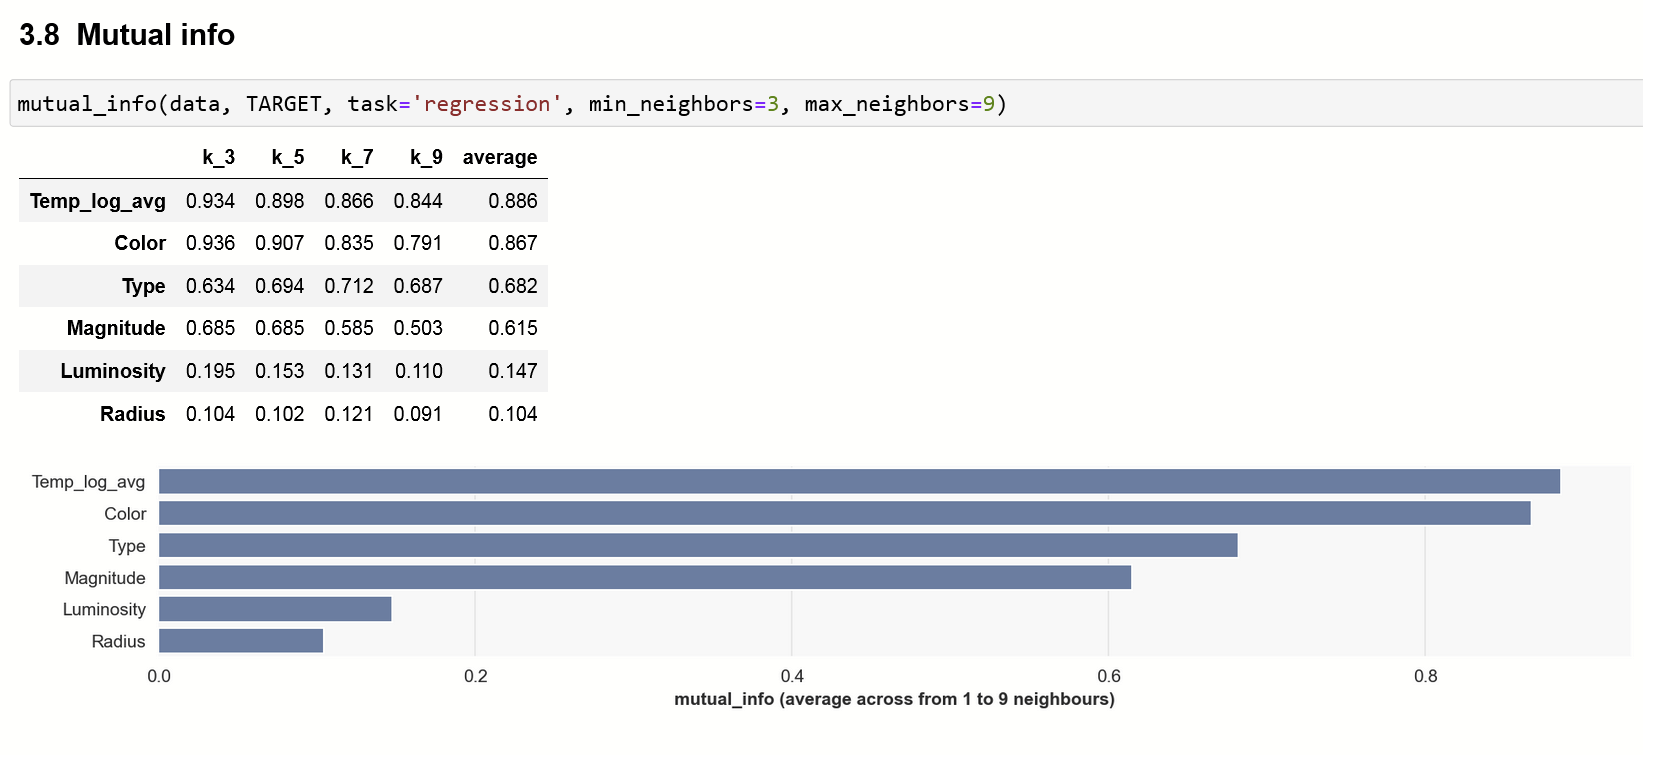 3.8 Mutual info
mutual_info(data, TARGET, task='regression', min_neighbors=3, max_neighbors=9)
k_3 k_5 k_7 k_9 average
Temp_log_avg 0.934 0.898 0.866 0.844 0.886
Color 0.936 0.907 0.835 0.791 0.867
Type 0.634 0.694 0.712 0.687 0.682
Magnitude 0.685 0.685 0.585 0.503 0.615
Luminosity 0.195 0.153 0.131 0.110 0.147
Radius 0.104 0.102 0.121 0.091 0.104
Temp_log_avg
Color
Type
Magnitude
Luminosity
Radius
0.0 0.2 0.4 0.6 0.8
mutual_info (average across from 1 to 9 neighbours)